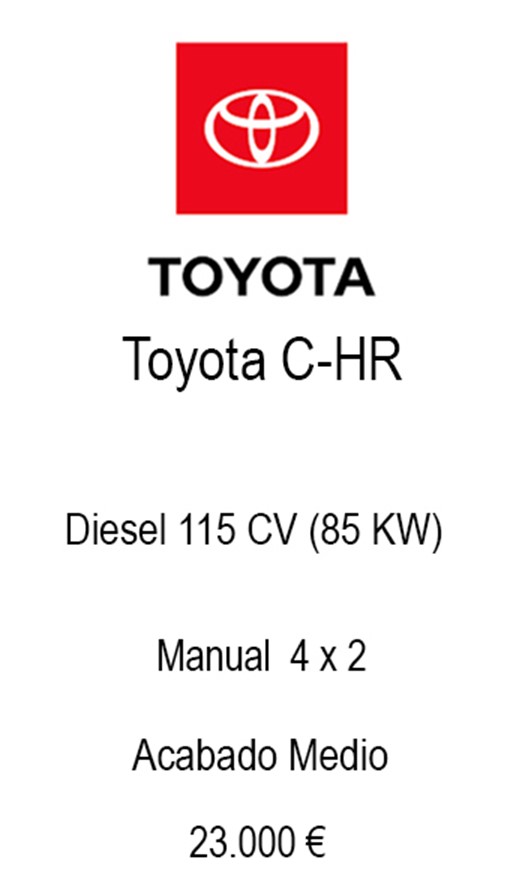 TOYOTA
Toyota C-HR
Diesel 115 CV (85 KW)
Manual 4 x 2
Acabado Medio
23.000 €